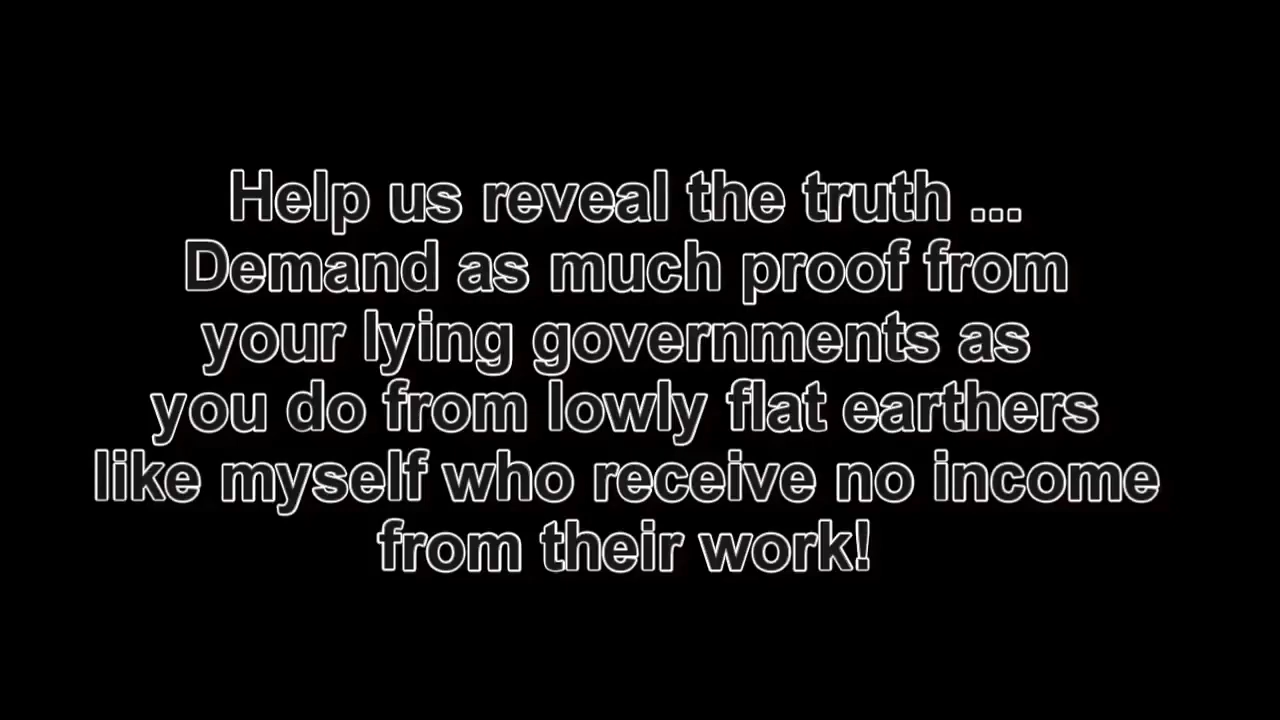 Help us reveal the truth ...
Demand as much proof from
your lying governments as
you do from lowly flat earthers
like myself who receive no income
from their work!